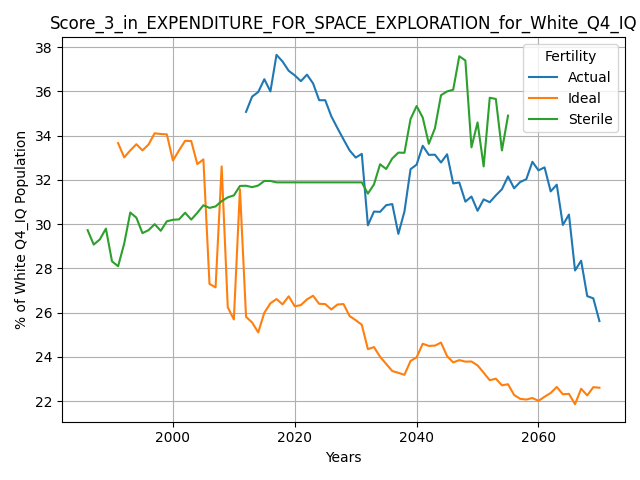 Score_3_in_EXPENDITURE_FOR_SPACE_EXPLORATION_for_White_Q4_IQ
Fertility
Actual
Ideal
Sterile
% of White Q4_IQ Population
38
36
34
32
30
28
26
24
22
2000
2020
2040
2060
Years